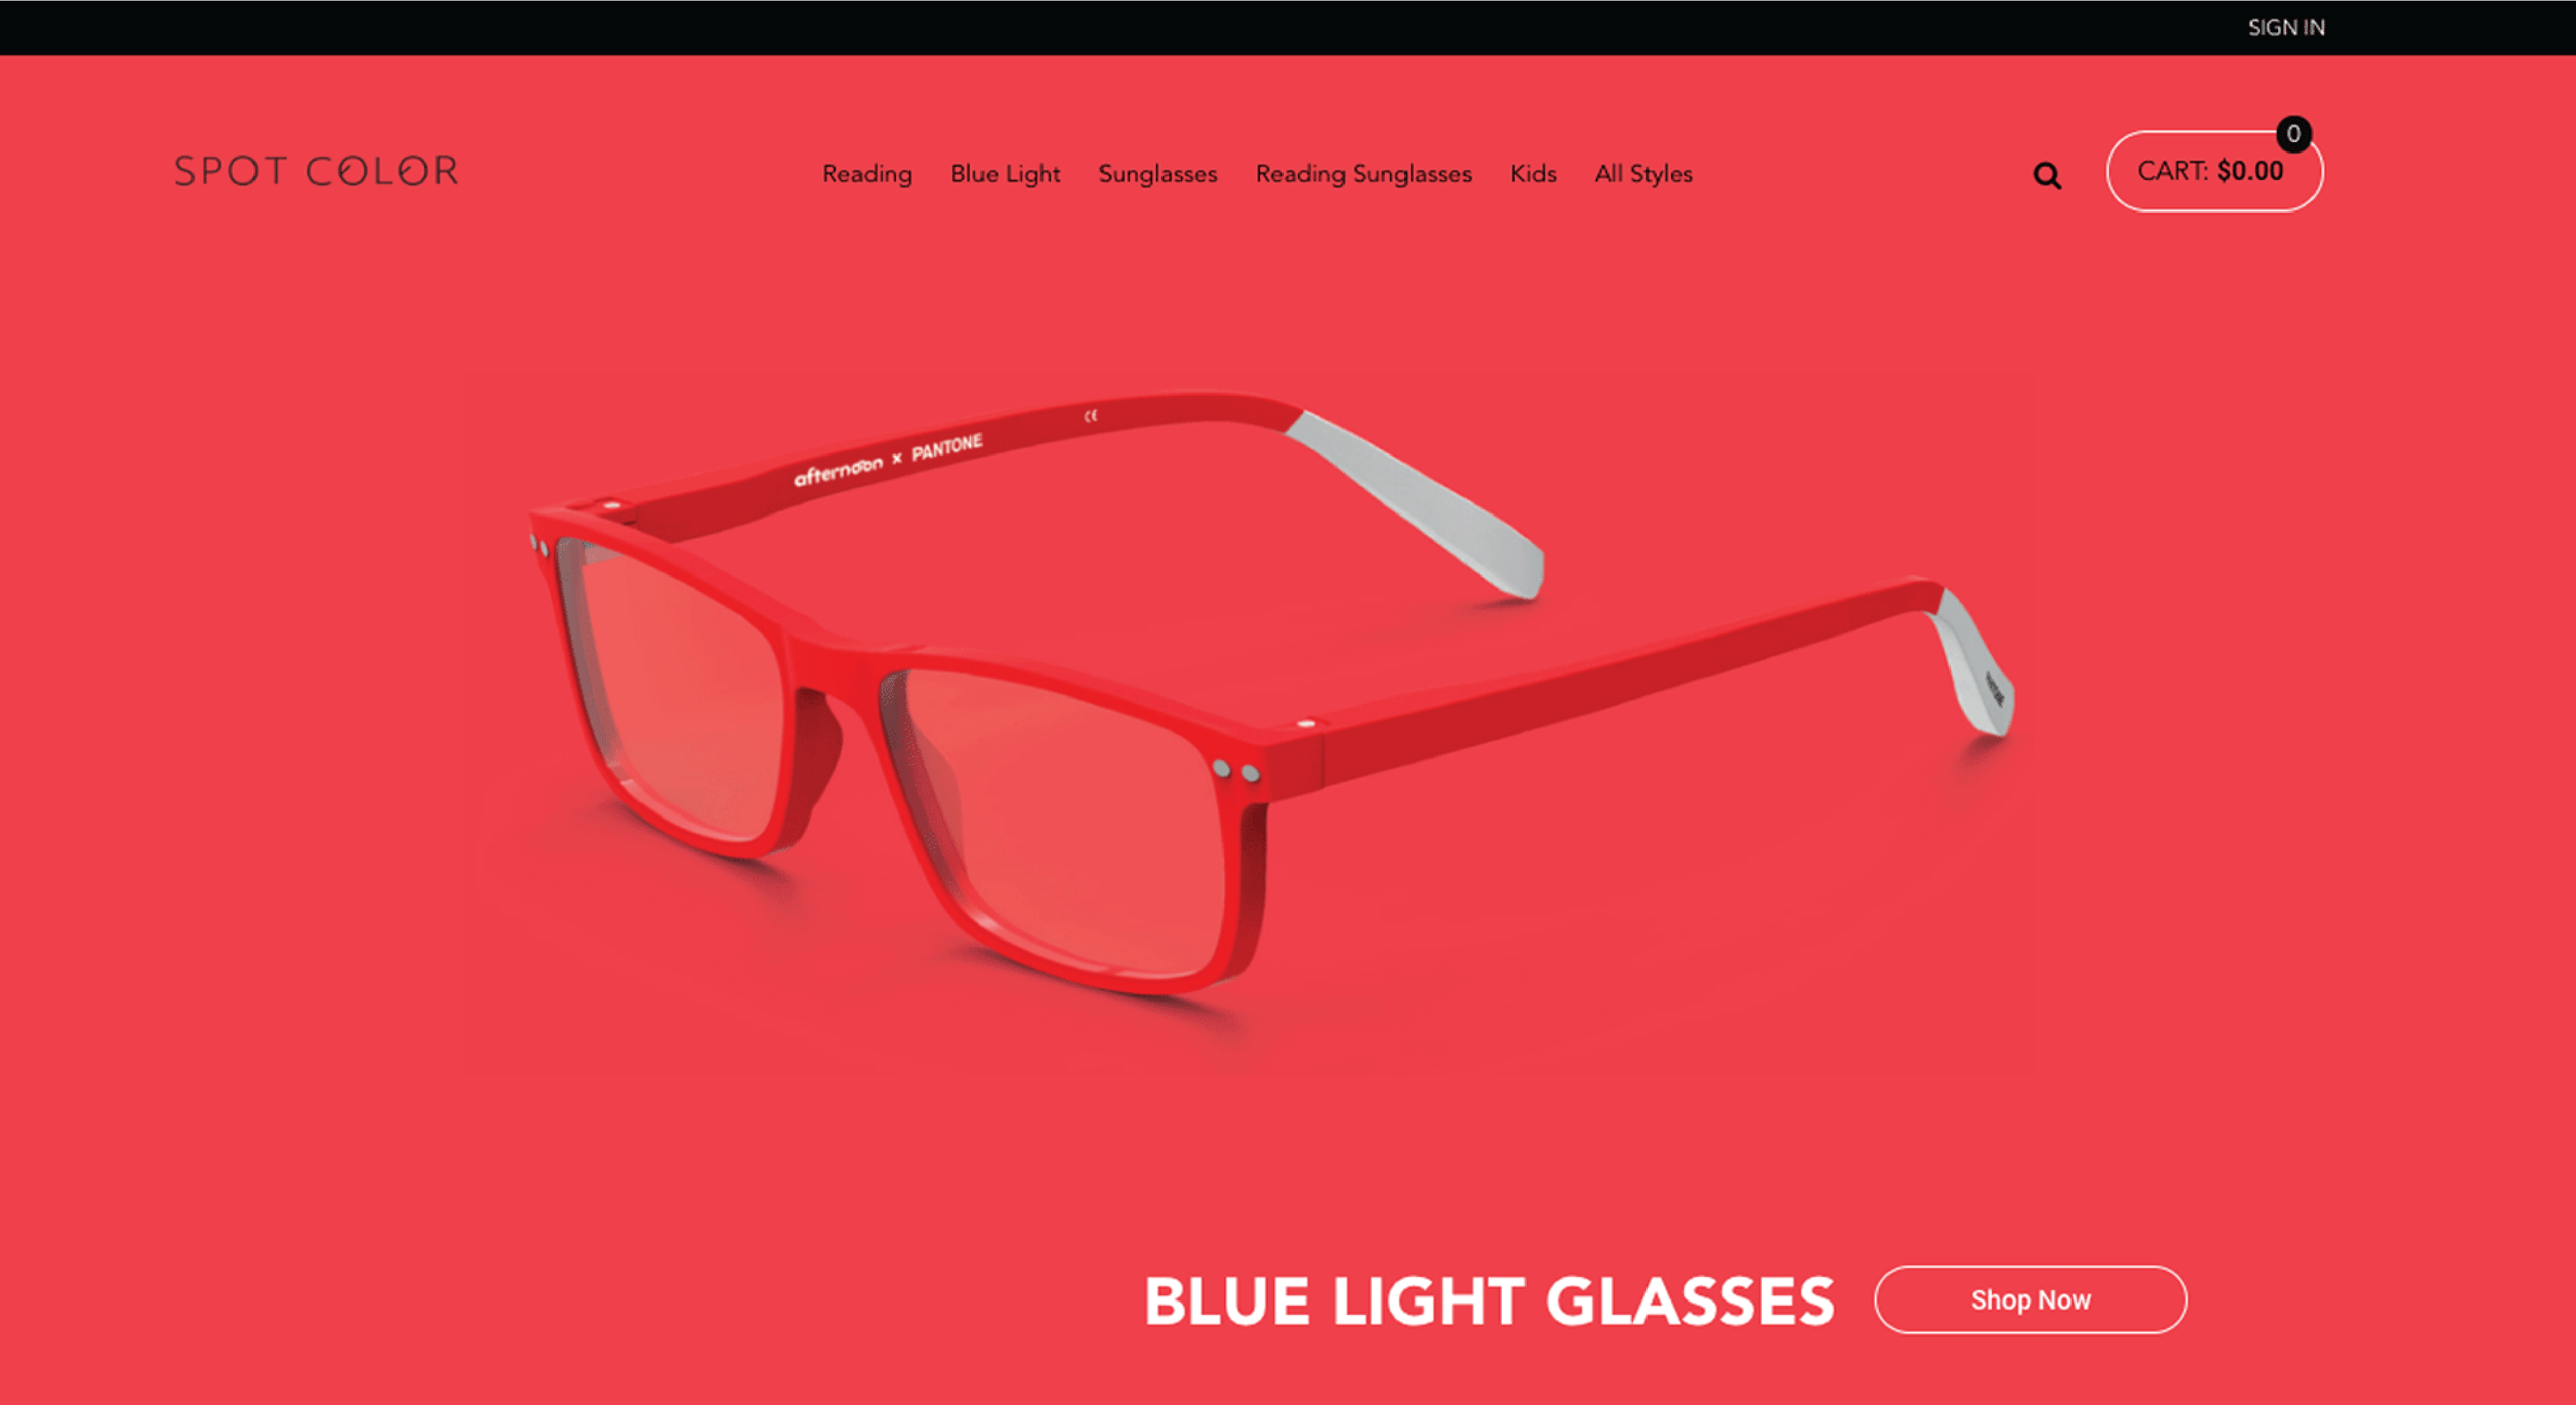 SIGN IN
SPOT COLOR
Reading Blue Light Sunglasses Reading Sunglasses Kids All Styles
0
CART: $0.00
CE
afternoon x PANTONE
BLUE LIGHT GLASSES
Shop Now